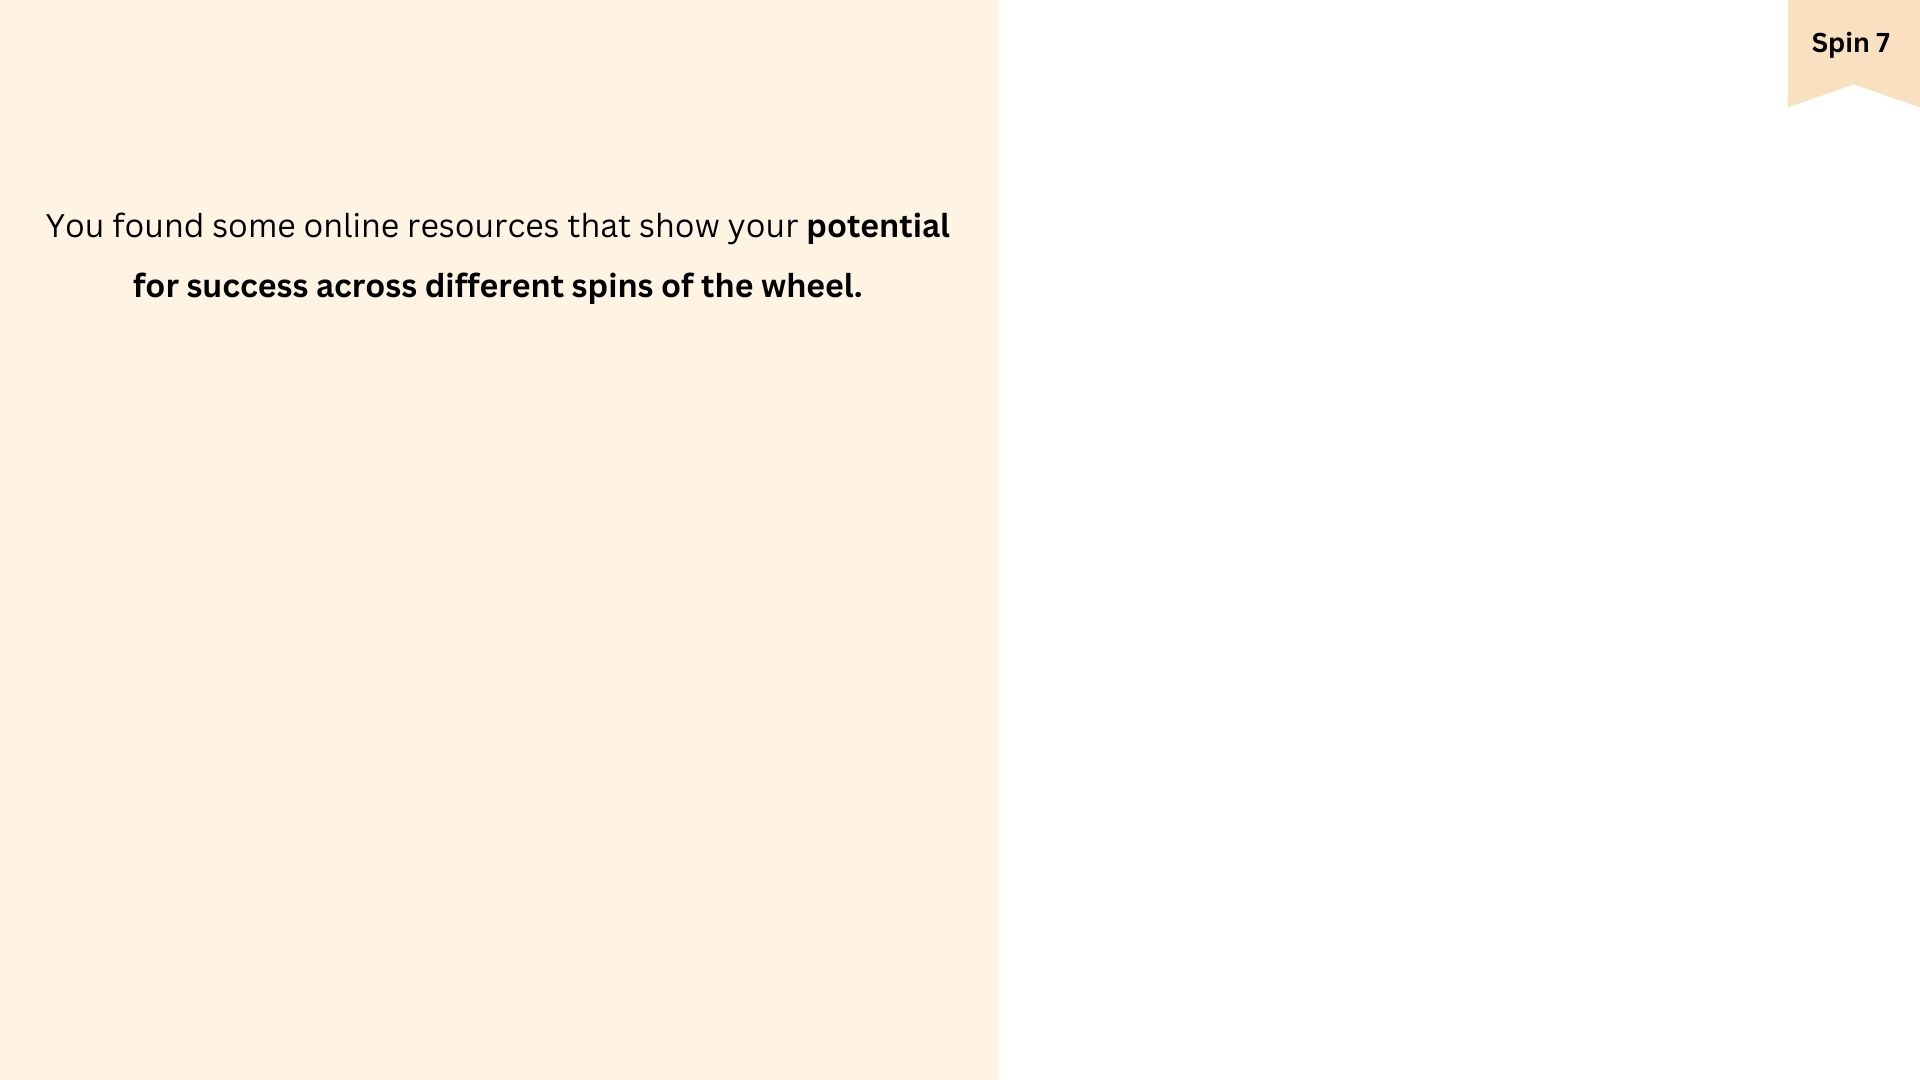 Spin 7
You found some online resources that show your potential
for success across different spins of the wheel.